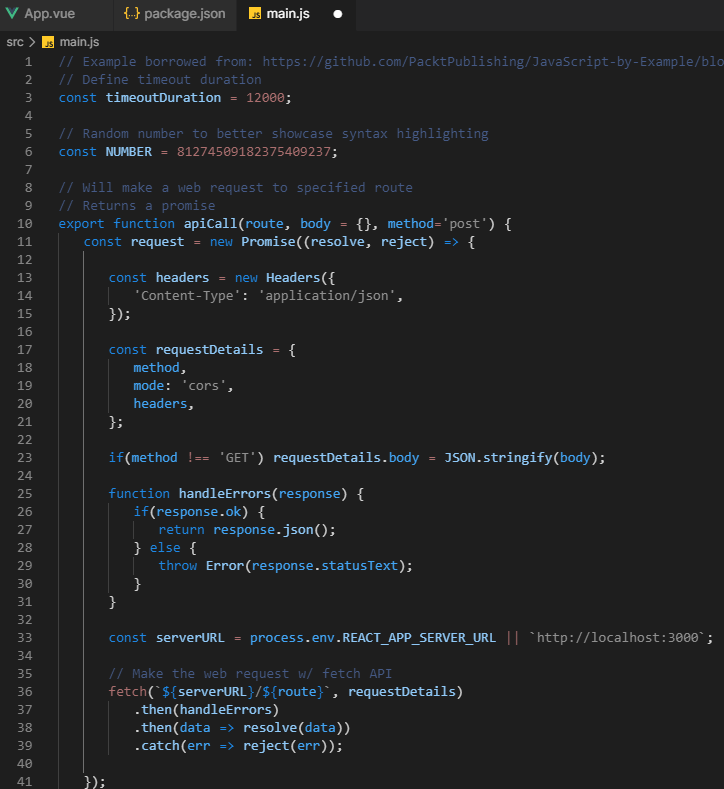 App.vue {..} package.json JS main.js
src > JS main.js
1 // Example borrowed from: https://github.com/PacktPublishing/JavaScript-by-Example/blo
2 // Define timeout duration
3 const timeoutDuration = 12000;
4
5 // Random number to better showcase syntax highlighting
6 const NUMBER = 81274509182375409237;
7
8 // Will make a web request to specified route
9 // Returns a promise
10 export function apiCall(route, body = {}, method='post') {
11 const request = new Promise((resolve, reject) => {
12
13 const headers = new Headers({
14 'Content-Type': 'application/json',
15 });
16
17 const requestDetails = {
18 method,
19 mode: 'cors',
20 headers,
21 };
22
23 if(method !== 'GET') requestDetails.body = JSON.stringify(body);
24
25 function handleErrors(response) {
26 if(response.ok) {
27 return response.json();
28 } else {
29 throw Error(response.statusText);
30 }
31 }
32
33 const serverURL = process.env.REACT_APP_SERVER_URL || `http://localhost:3000`;
34
35 // Make the web request w/ fetch API
36 fetch(`${serverURL}/${route}`, requestDetails)
37 .then(handleErrors)
38 .then(data => resolve(data))
39 .catch(err => reject(err));
40
41 });